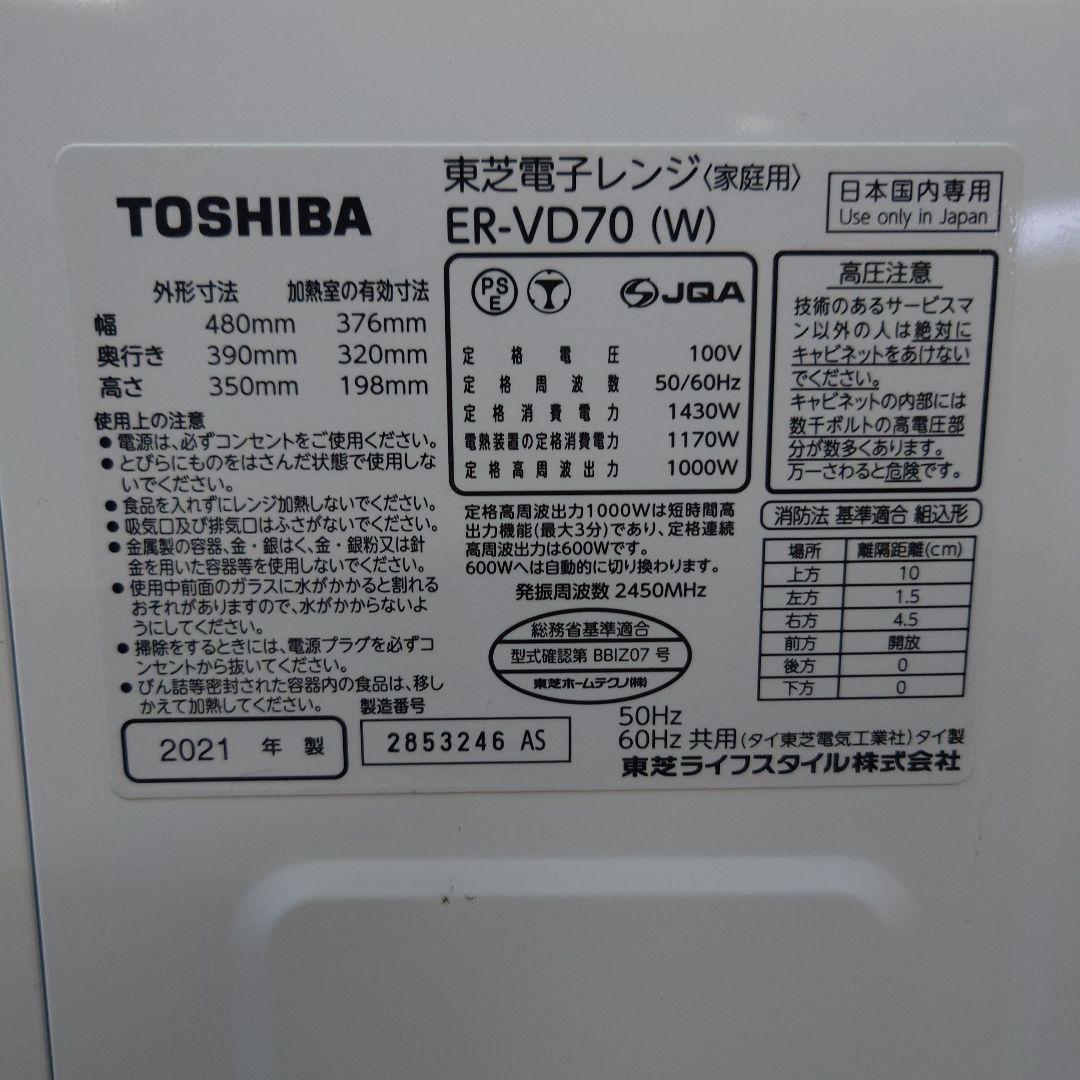 TOSHIBA
東芝電子レンジ〈家庭用〉
ER-VD70 (W)
日本国内専用
Use only in Japan
外形寸法 加熱室の有効寸法
幅 480mm 376mm
奥行き 390mm 320mm
高さ 350mm 198mm
使用上の注意
●電源は、必ずコンセントをご使用ください。
●とびらにものをはさんだ状態で使用しな
いでください。
●食品を入れずにレンジ加熱しないでください。
●吸気口及び排気口はふさがないでください。
●金属製の容器、金・銀はく、金・銀粉又は針
金を用いた容器等を使用しないでください。
●使用中前面のガラスに水がかかると割れる
おそれがありますので、水がかからないよ
うにしてください。
●掃除をするときには、電源プラグを必ずコ
ンセントから抜いてください。
●びん詰等密封された容器内の食品は、移し
かえて加熱してください。
2021 年製
製造番号
2853246 AS
PS
E
JQA
定格電圧 100V
定格周波数 50/60Hz
定格消費電力 1430W
電熱装置の定格消費電力 1170W
定格高周波出力 1000W
定格高周波出力1000Wは短時間高
出力機能(最大3分)であり、定格連続
高周波出力は600Wです。
600Wへは自動的に切り換わります。
発振周波数 2450MHz
総務省基準適合
型式確認第 BBIZ07 号
東芝ホームテクノ(株)
高圧注意
技術のあるサービスマ
ン以外の人は絶対に
キャビネットをあけない
でください。
キャビネットの内部には
数千ボルトの高電圧部
分が数多くあります。
万一さわると危険です。
消防法 基準適合 組込形
場所 離隔距離(cm)
上方 10
左方 1.5
右方 4.5
前方 開放
後方 0
下方 0
50Hz
60Hz 共用(タイ東芝電気工業社)タイ製
東芝ライフスタイル株式会社